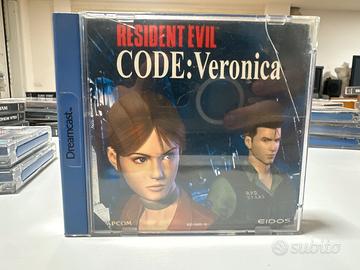 RESIDENT EVIL
CODE:Veronica
Dreamcast
CAPCOM
EIDOS
subito